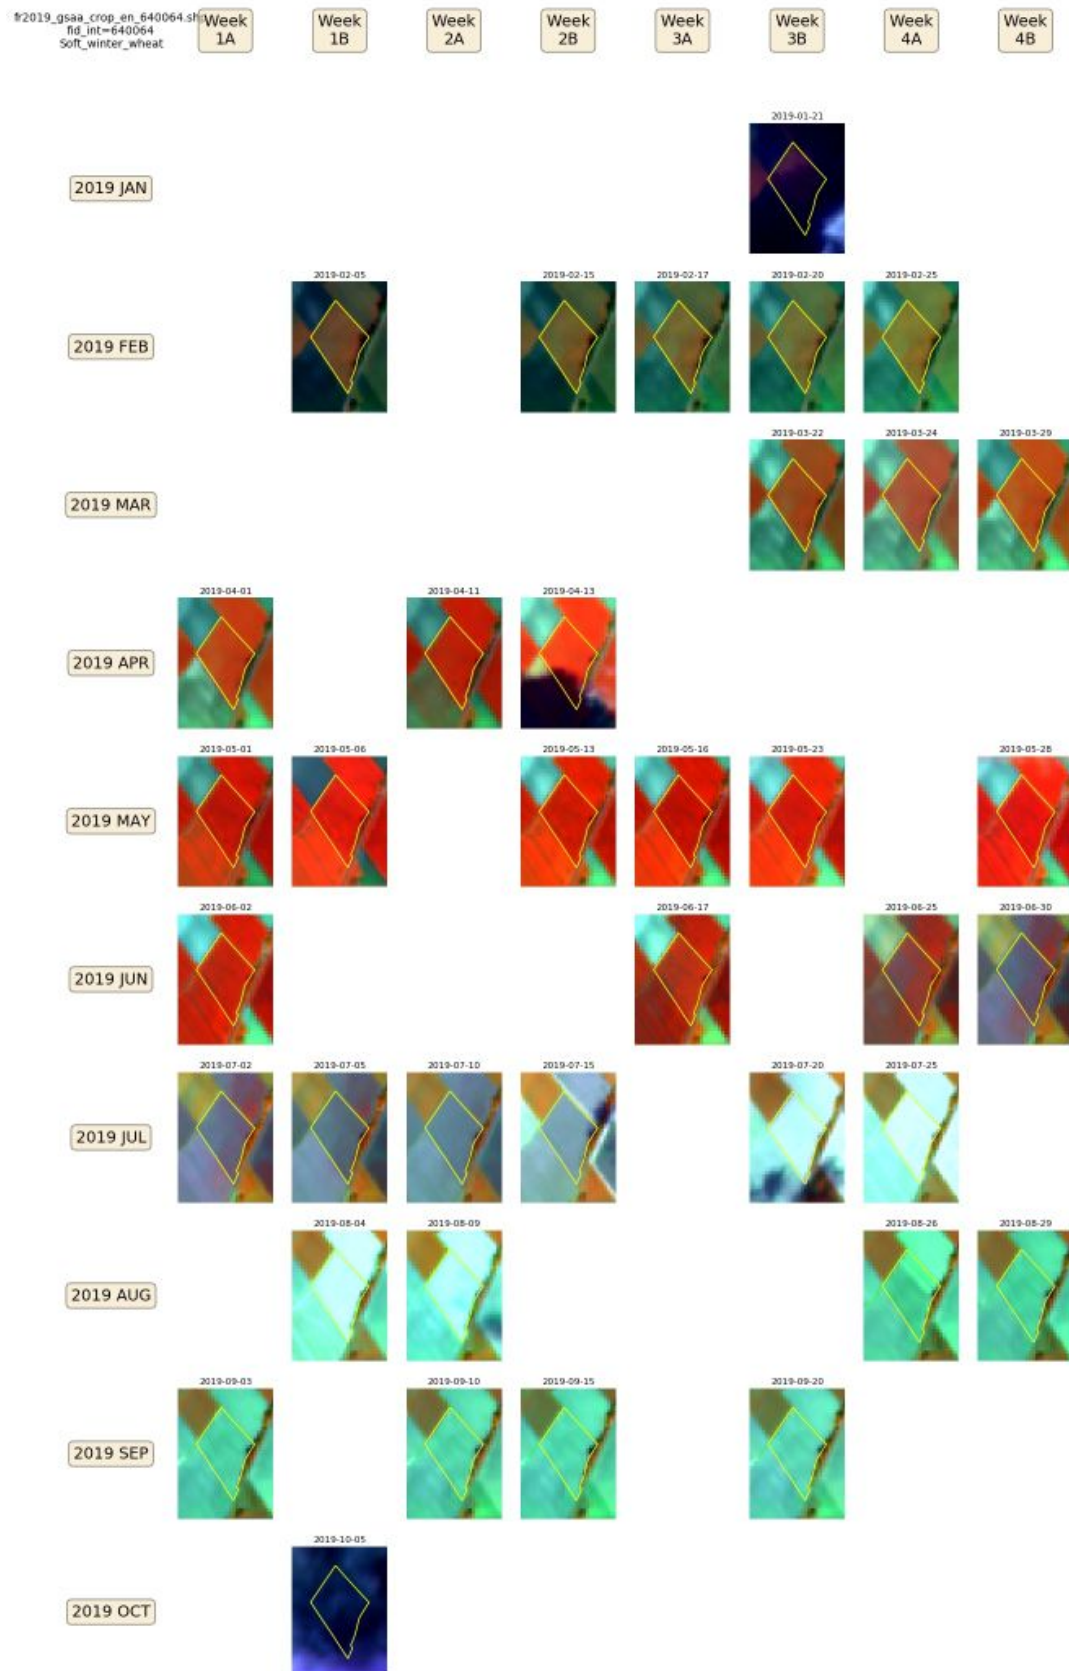 fr2019_gsaa_crop_en_640064.sh
fid_int=640064
Soft_winter_wheat
Week 1A
Week 1B
Week 2A
Week 2B
Week 3A
Week 3B
Week 4A
Week 4B
2019-01-21
2019 JAN
2019-02-05
2019-02-15
2019-02-17
2019-02-20
2019-02-25
2019 FEB
2019-03-22
2019-03-24
2019-03-29
2019 MAR
2019-04-01
2019-04-11
2019-04-13
2019 APR
2019-05-01
2019-05-06
2019-05-13
2019-05-16
2019-05-23
2019-05-28
2019 MAY
2019-06-02
2019-06-17
2019-06-25
2019-06-30
2019 JUN
2019-07-02
2019-07-05
2019-07-10
2019-07-15
2019-07-20
2019-07-25
2019 JUL
2019-08-04
2019-08-09
2019-08-26
2019-08-29
2019 AUG
2019-09-03
2019-09-10
2019-09-15
2019-09-20
2019 SEP
2019-10-05
2019 OCT